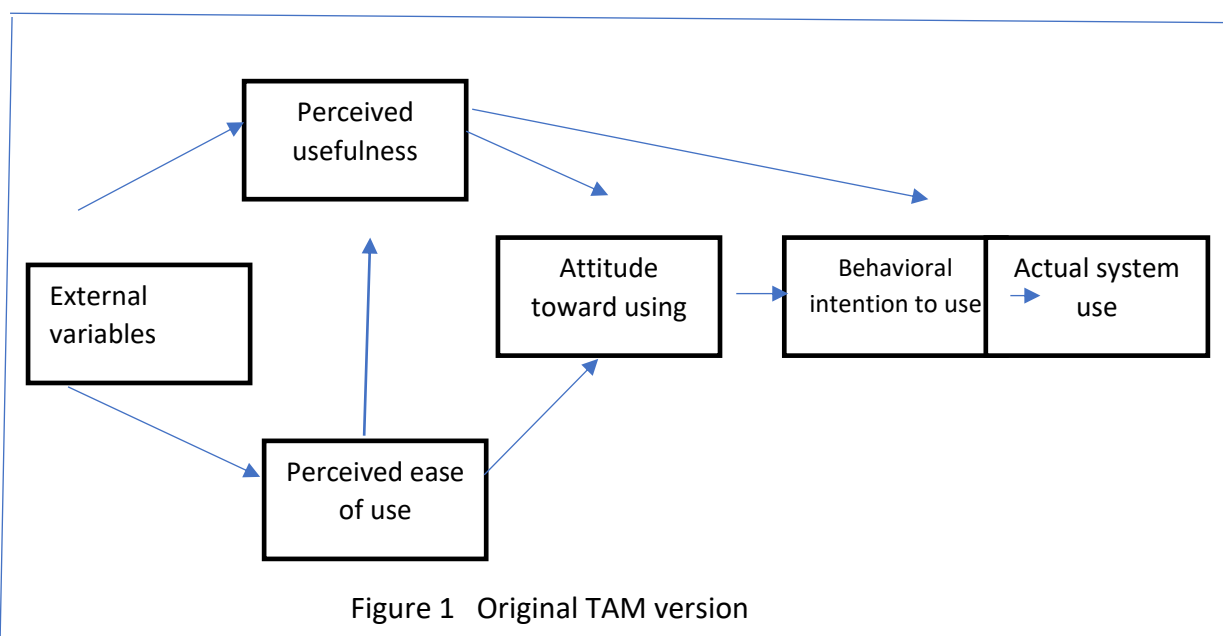 Perceived
usefulness
External
variables
Attitude
toward using
Behavioral
intention to use
Actual system
use
Perceived ease
of use
Figure 1 Original TAM version